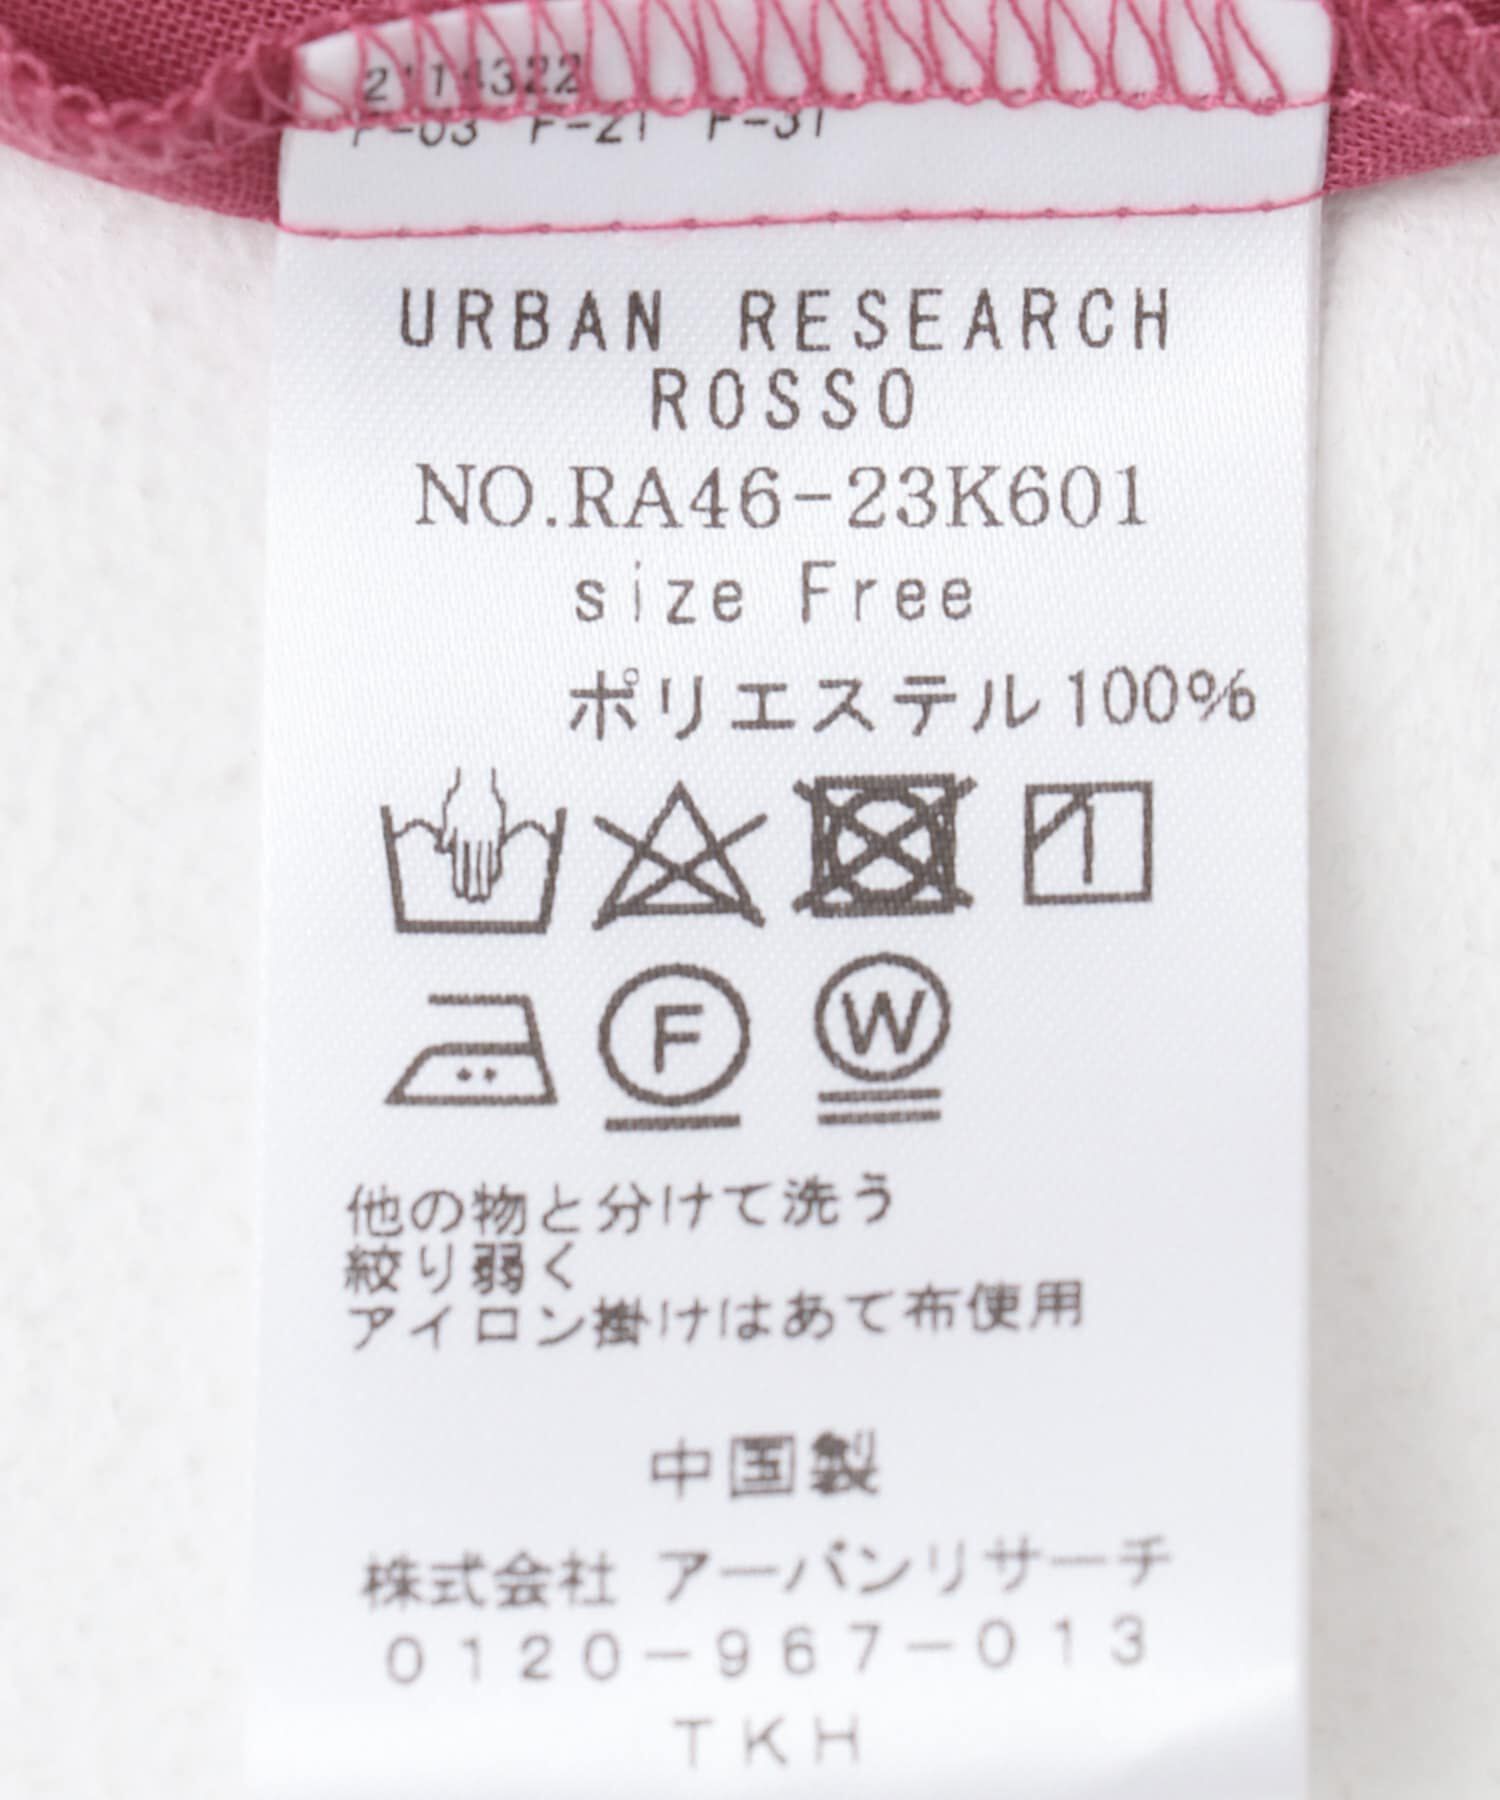 F-03 F-21 F-31
URBAN RESEARCH
ROSSO
NO.RA46-23K601
size Free
ポリエステル100%
F W
他の物と分けて洗う
絞り弱く
アイロン掛けはあて布使用
中国製
株式会社 アーバンリサーチ
0120-967-013
TKH